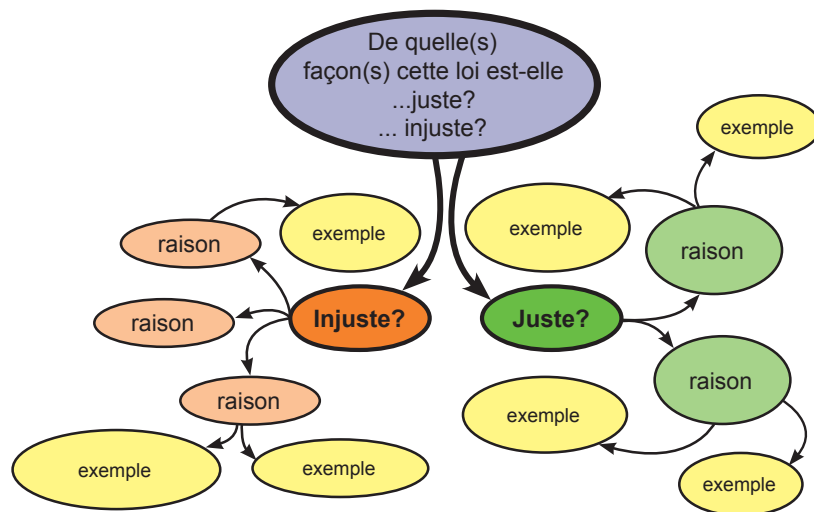 De quelle(s)
façon(s) cette loi est-elle
...juste?
... injuste?
exemple
exemple
exemple
raison
raison
raison
Injuste?
Juste?
raison
raison
exemple
exemple
exemple
exemple